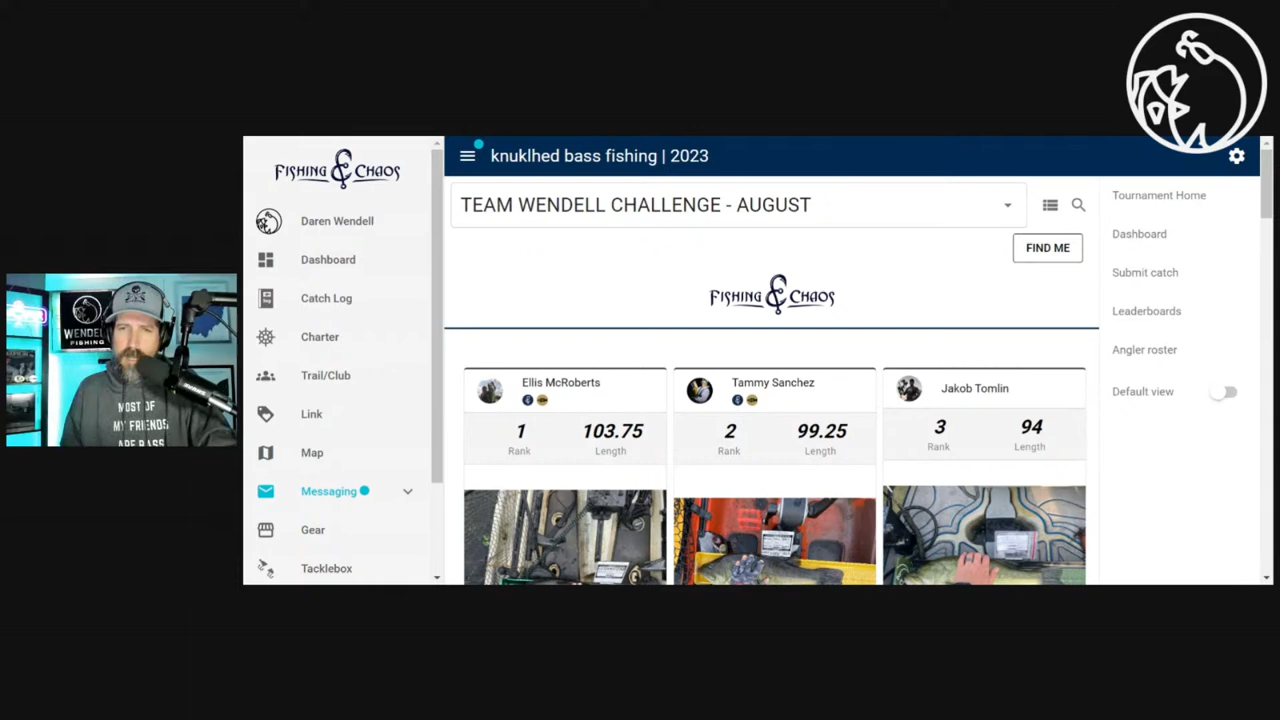 FISHING & CHAOS
Daren Wendell
Dashboard
Catch Log
Charter
Trail/Club
Link
Map
Messaging
Gear
Tacklebox
knuklhed bass fishing | 2023
TEAM WENDELL CHALLENGE - AUGUST
FIND ME
FISHING & CHAOS
Ellis McRoberts
1
103.75
Rank
Length
Tammy Sanchez
2
99.25
Rank
Length
Jakob Tomlin
3
94
Rank
Length
Tournament Home
Dashboard
Submit catch
Leaderboards
Angler roster
Default view
WENDELL
FISHING
MOST OF
MY FRIENDS
ARE BASS